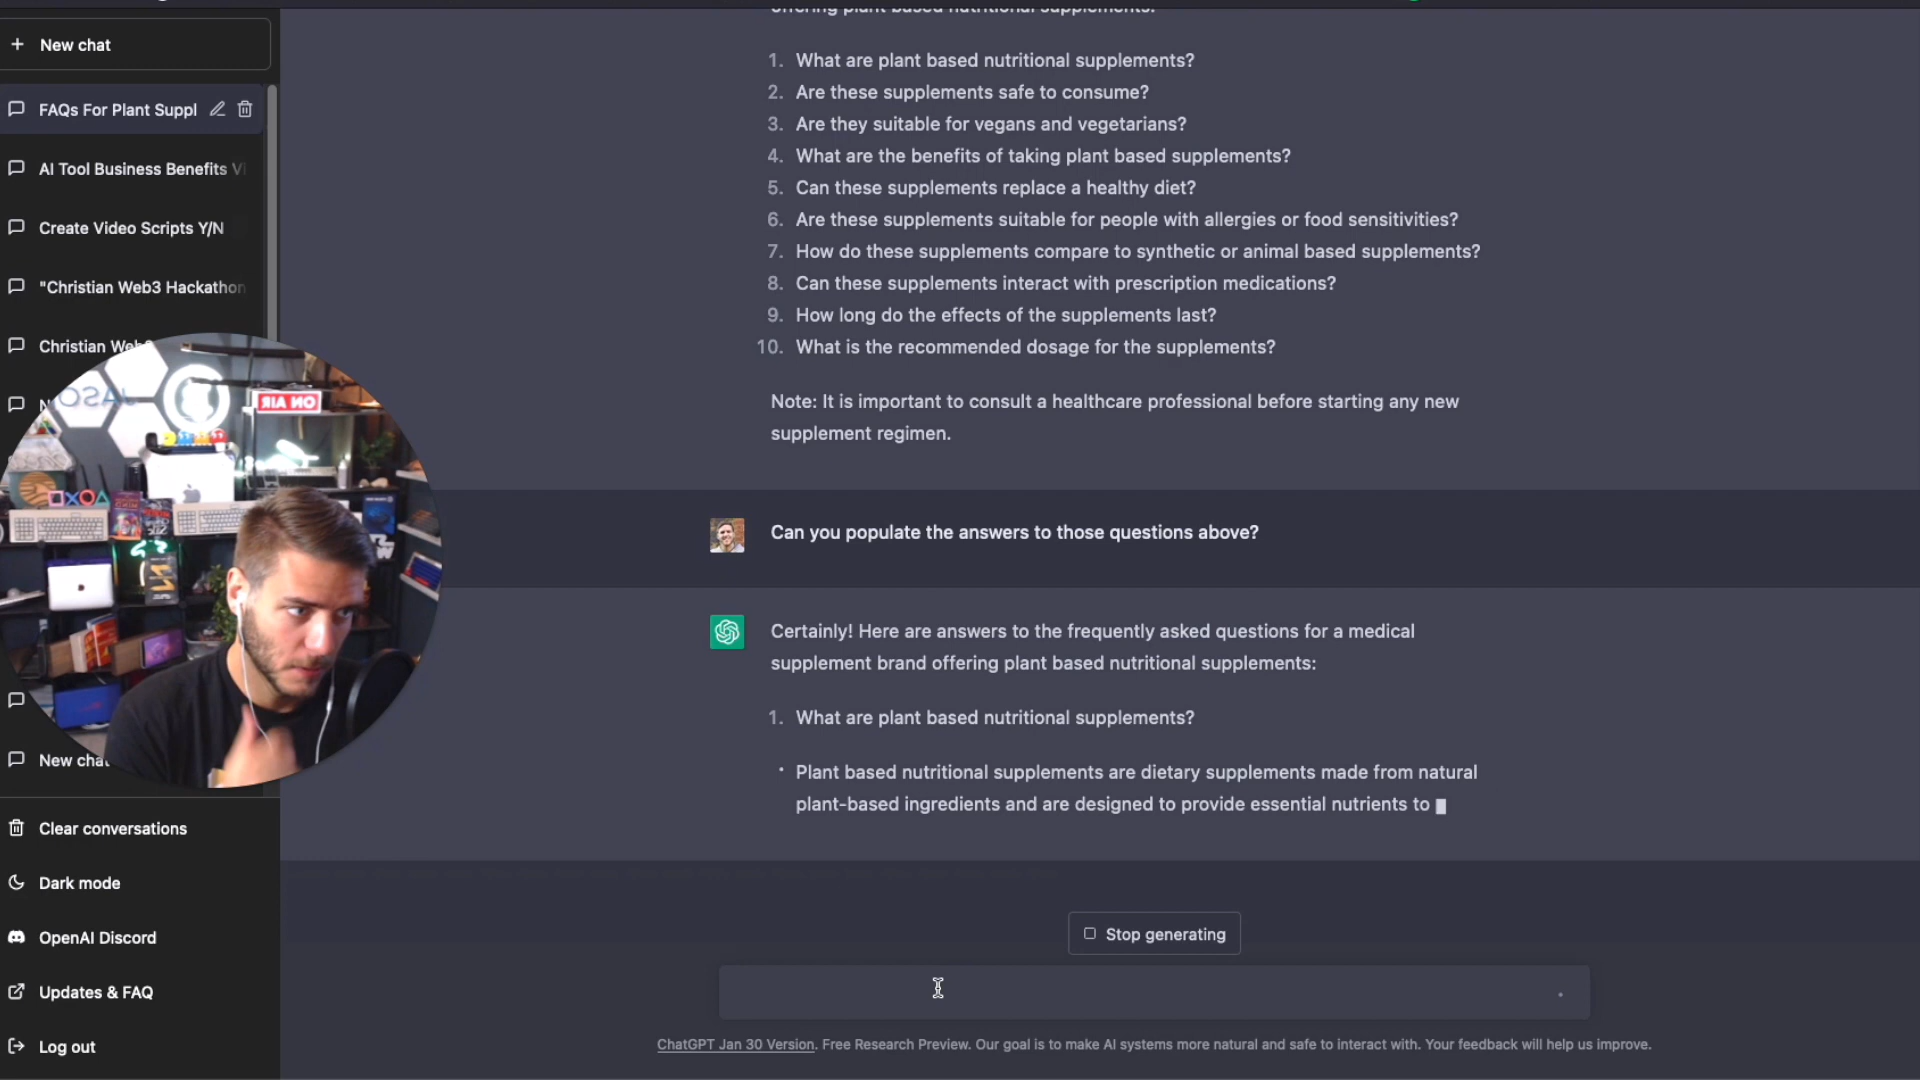 offering plant based nutritional supplements:
+ New chat
FAQs For Plant Suppl
AI Tool Business Benefits Vi
Create Video Scripts Y/N
"Christian Web3 Hackathon
Christian Web3
New chat
Clear conversations
Dark mode
OpenAI Discord
Updates & FAQ
Log out
ON AIR
1. What are plant based nutritional supplements?
2. Are these supplements safe to consume?
3. Are they suitable for vegans and vegetarians?
4. What are the benefits of taking plant based supplements?
5. Can these supplements replace a healthy diet?
6. Are these supplements suitable for people with allergies or food sensitivities?
7. How do these supplements compare to synthetic or animal based supplements?
8. Can these supplements interact with prescription medications?
9. How long do the effects of the supplements last?
10. What is the recommended dosage for the supplements?
Note: It is important to consult a healthcare professional before starting any new
supplement regimen.
Can you populate the answers to those questions above?
Certainly! Here are answers to the frequently asked questions for a medical
supplement brand offering plant based nutritional supplements:
1. What are plant based nutritional supplements?
• Plant based nutritional supplements are dietary supplements made from natural
plant-based ingredients and are designed to provide essential nutrients to
Stop generating
ChatGPT Jan 30 Version. Free Research Preview. Our goal is to make AI systems more natural and safe to interact with. Your feedback will help us improve.